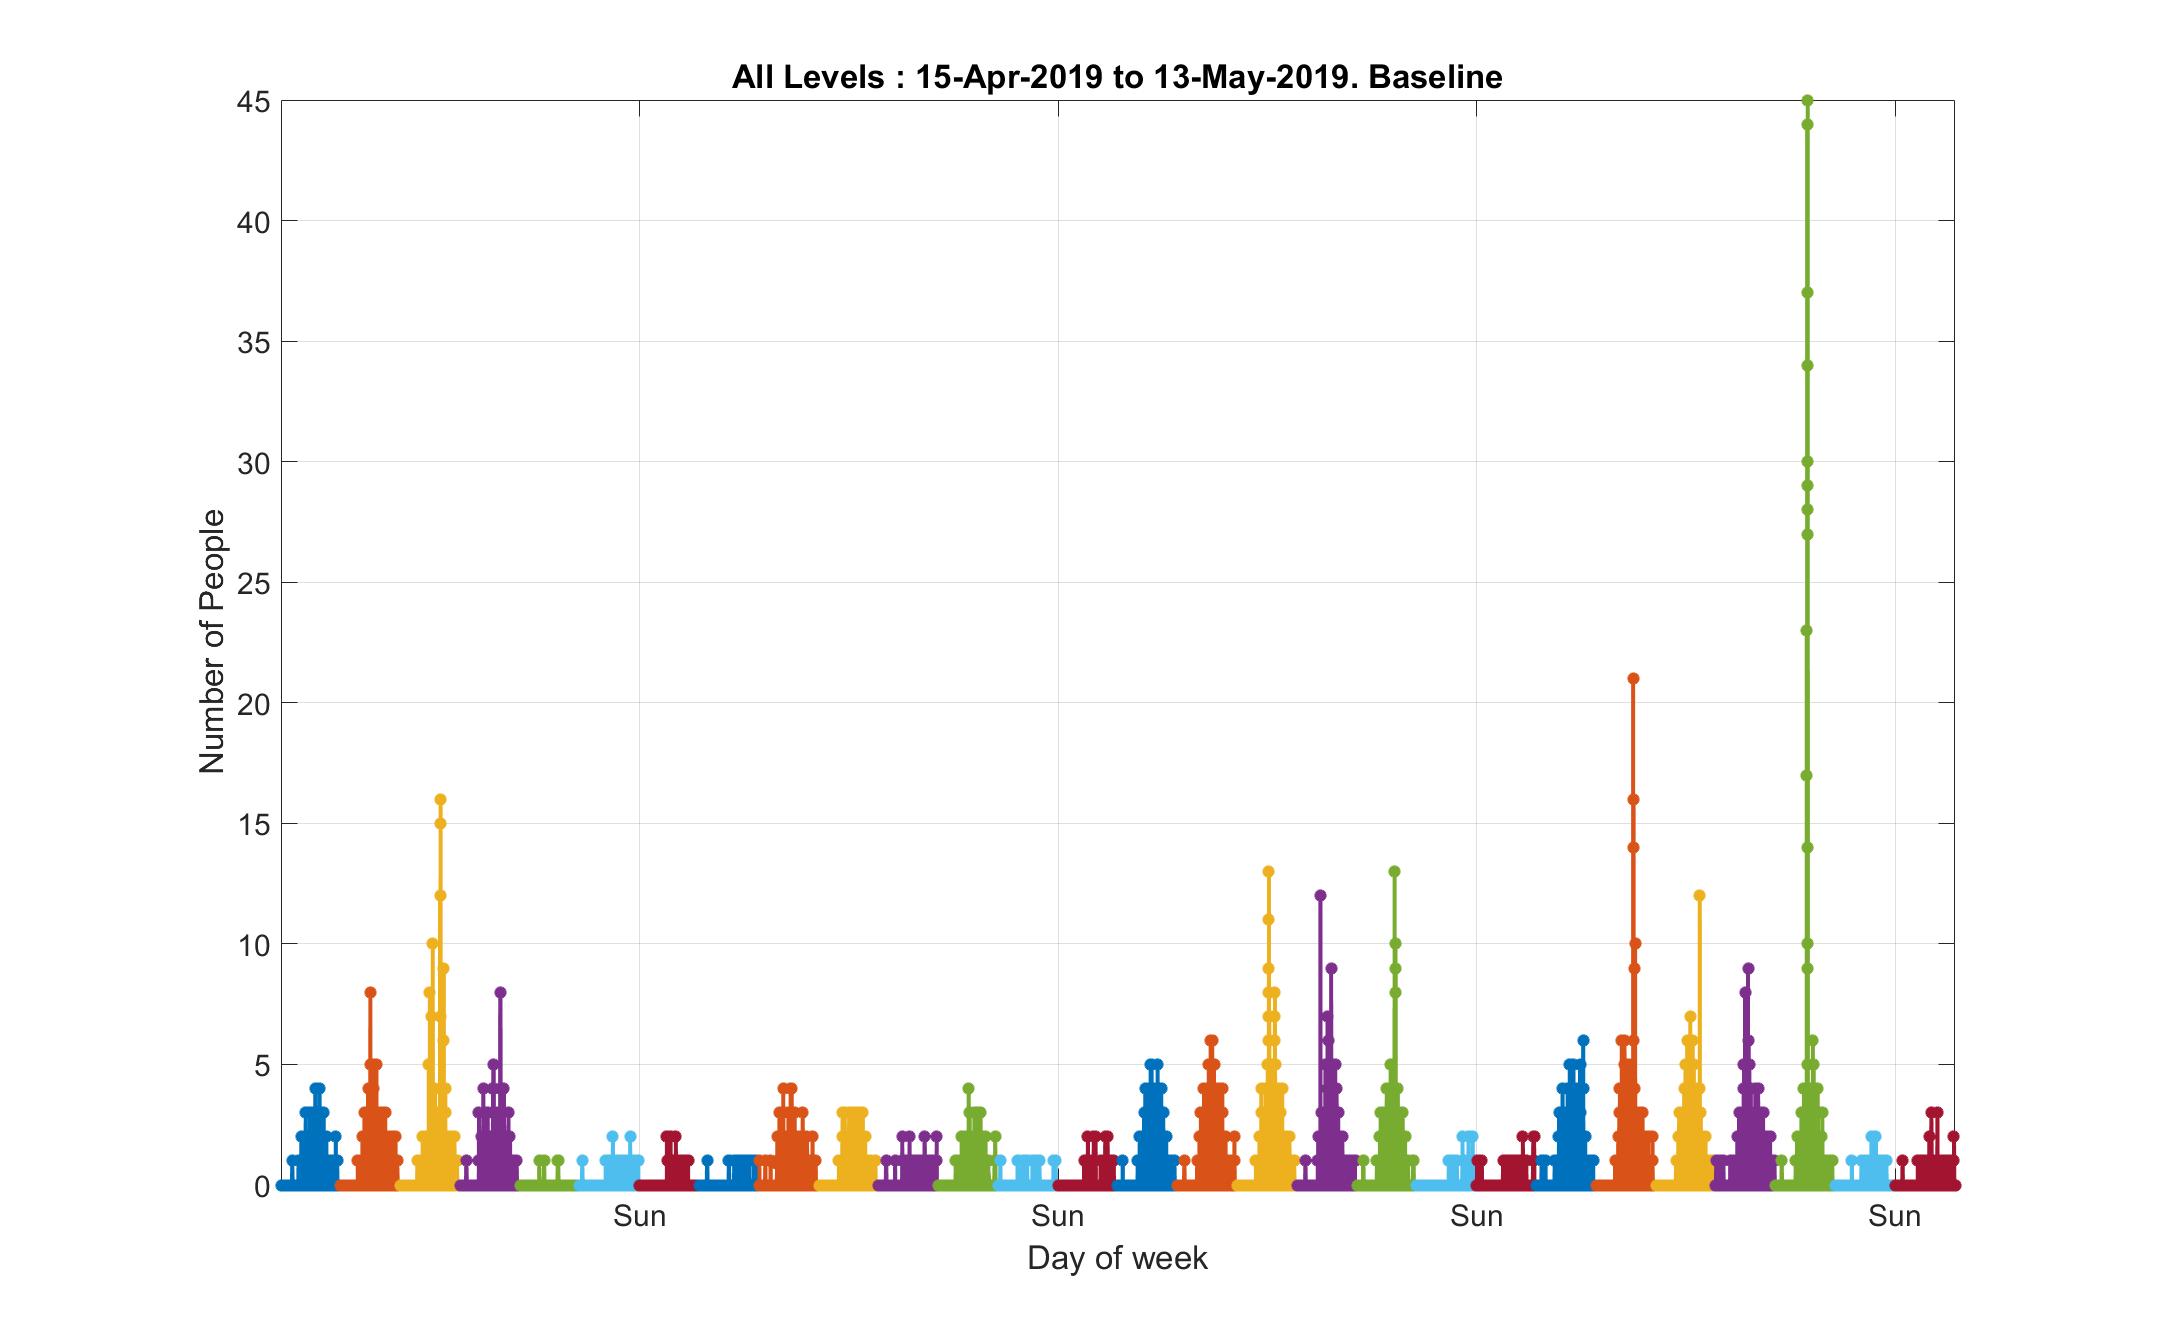 All Levels : 15-Apr-2019 to 13-May-2019. Baseline
45
40
35
30
25
20
15
10
5
0
Number of People
Sun Sun Sun Sun
Day of week